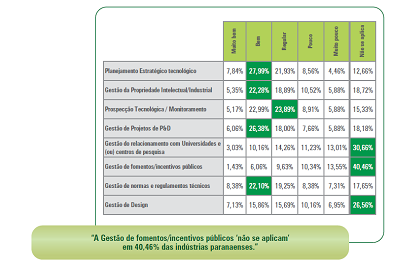 Muito bem Bem Regular Pouco Muito pouco Não se aplica
Planejamento Estratégico tecnológico 7,84% 27,99% 21,93% 8,56% 4,46% 12,66%
Gestão da Propriedade Intelectual/Industrial 5,35% 22,28% 18,89% 10,52% 5,88% 18,72%
Prospecção Tecnológica / Monitoramento 5,17% 22,99% 23,89% 8,91% 5,88% 15,33%
Gestão de Projetos de P&D 6,06% 26,38% 18,00% 7,66% 5,88% 18,18%
Gestão do relacionamento com Universidades e
(ou) centros de pesquisa 3,03% 10,16% 14,26% 11,23% 13,01% 30,66%
Gestão de fomentos/incentivos públicos 1,43% 6,06% 9,63% 10,34% 13,55% 40,46%
Gestão de normas e regulamentos técnicos 8,38% 22,10% 19,25% 8,38% 7,31% 17,65%
Gestão de Design 7,13% 15,86% 15,69% 10,16% 6,95% 26,56%
"A Gestão de fomentos/incentivos públicos 'não se aplicam'
em 40,46% das indústrias paranaenses."